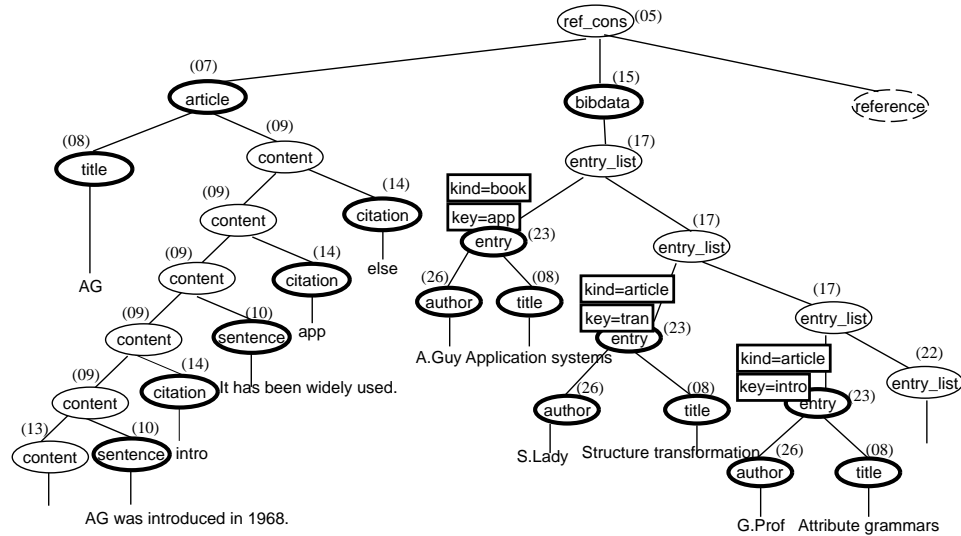 ref_cons (05)
(07)
article
(15)
bibdata
reference
(08)
title
(09)
content
(17)
entry_list
(14)
citation
(09)
content
kind=book
key=app
entry (23)
(17)
entry_list
else
AG
(09)
content
(14)
citation
(26)
author
(08)
title
kind=article
key=tran
entry (23)
(17)
entry_list
app
(09)
content
(10)
sentence
A.Guy Application systems
kind=article
key=intro
entry (23)
(22)
entry_list
It has been widely used.
(09)
content
(14)
citation
(26)
author
(08)
title
(13)
content
(10)
sentence
intro
S.Lady
Structure transformation
(26)
author
(08)
title
AG was introduced in 1968.
G.Prof
Attribute grammars